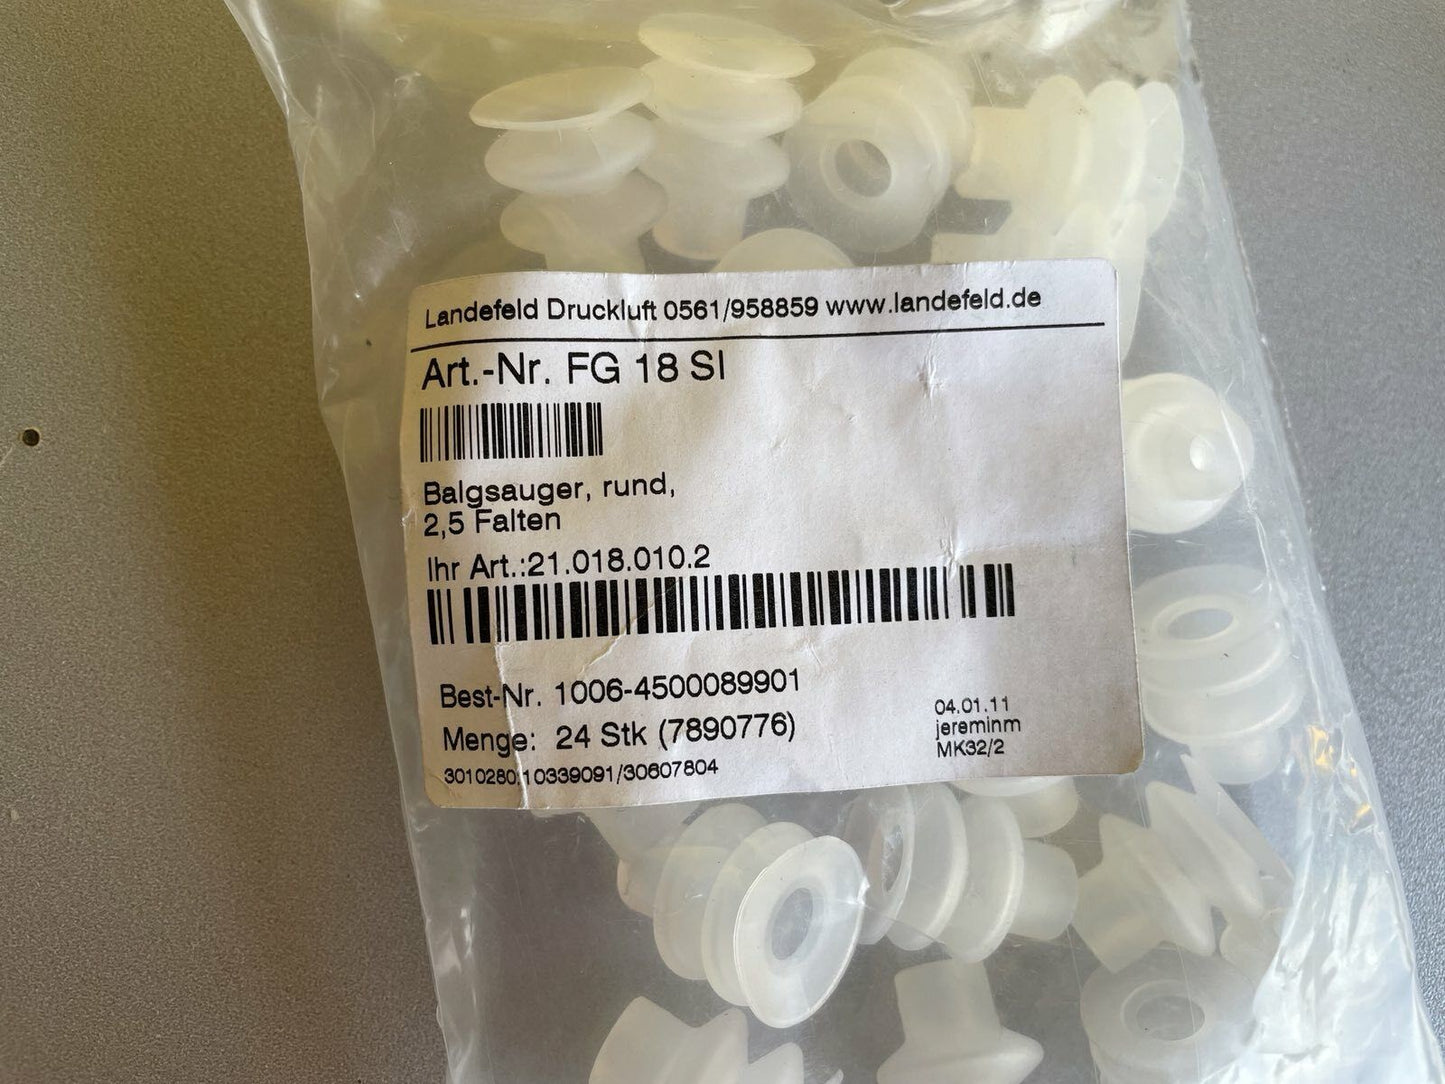 Landefeld Druckluft 0561/958859 www.landefeld.de
Art.-Nr. FG 18 SI
Balgsauger, rund,
2,5 Falten
Ihr Art.:21.018.010.2
Best-Nr. 1006-4500089901
Menge: 24 Stk (7890776)
3010280/10339091/30607804
04.01.11
jereminm
MK32/2